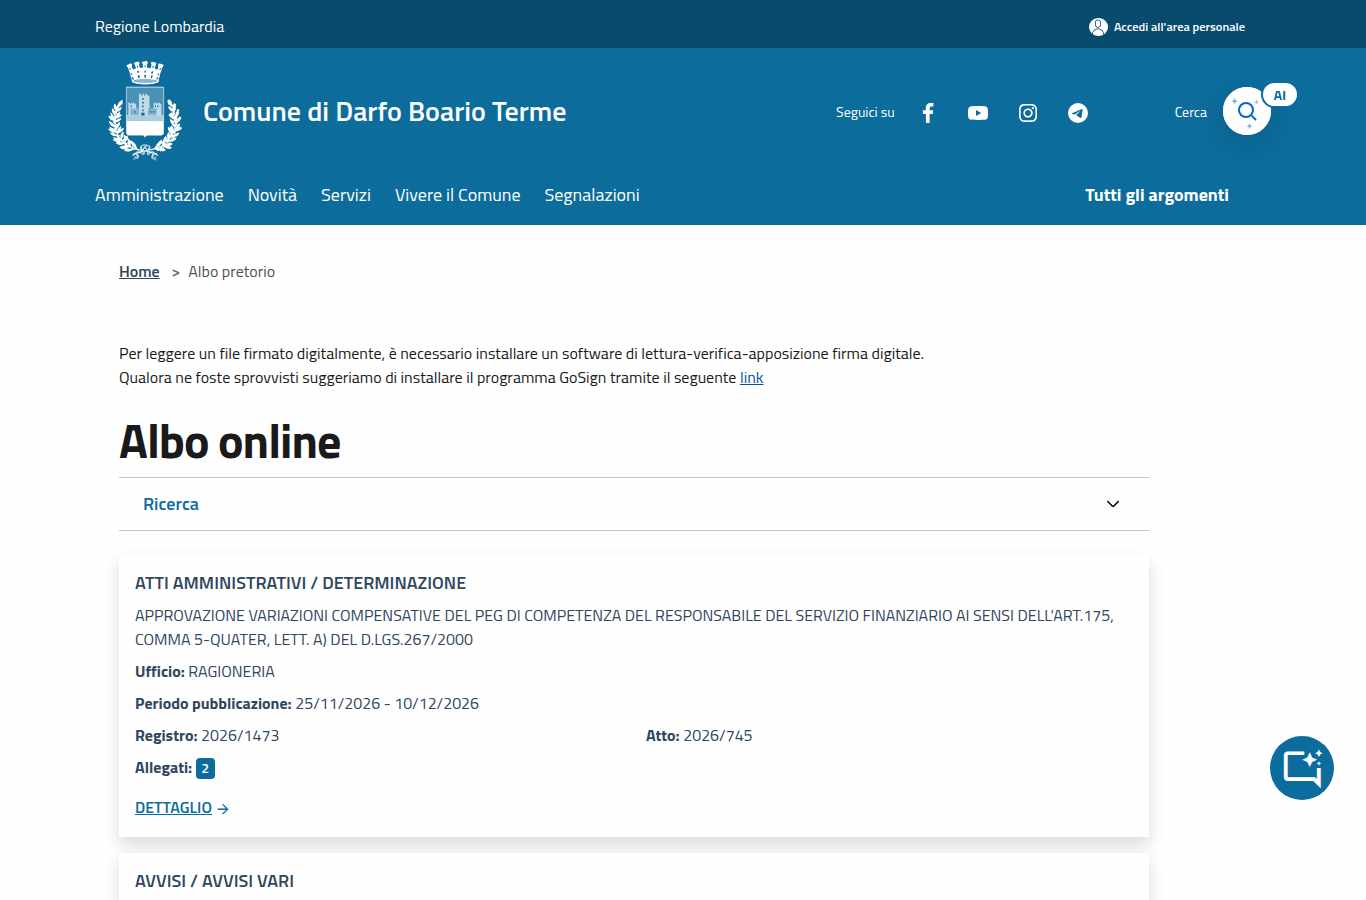 Regione Lombardia
Accedi all'area personale
Comune di Darfo Boario Terme
Seguici su
Cerca
AI
Amministrazione
Novità
Servizi
Vivere il Comune
Segnalazioni
Tutti gli argomenti
Home > Albo pretorio
Per leggere un file firmato digitalmente, è necessario installare un software di lettura-verifica-apposizione firma digitale.
Qualora ne foste sprovvisti suggeriamo di installare il programma GoSign tramite il seguente link
Albo online
Ricerca
ATTI AMMINISTRATIVI / DETERMINAZIONE
APPROVAZIONE VARIAZIONI COMPENSATIVE DEL PEG DI COMPETENZA DEL RESPONSABILE DEL SERVIZIO FINANZIARIO AI SENSI DELL'ART.175,
COMMA 5-QUATER, LETT. A) DEL D.LGS.267/2000
Ufficio: RAGIONERIA
Periodo pubblicazione: 25/11/2026 - 10/12/2026
Registro: 2026/1473
Atto: 2026/745
Allegati: 2
DETTAGLIO
AVVISI / AVVISI VARI